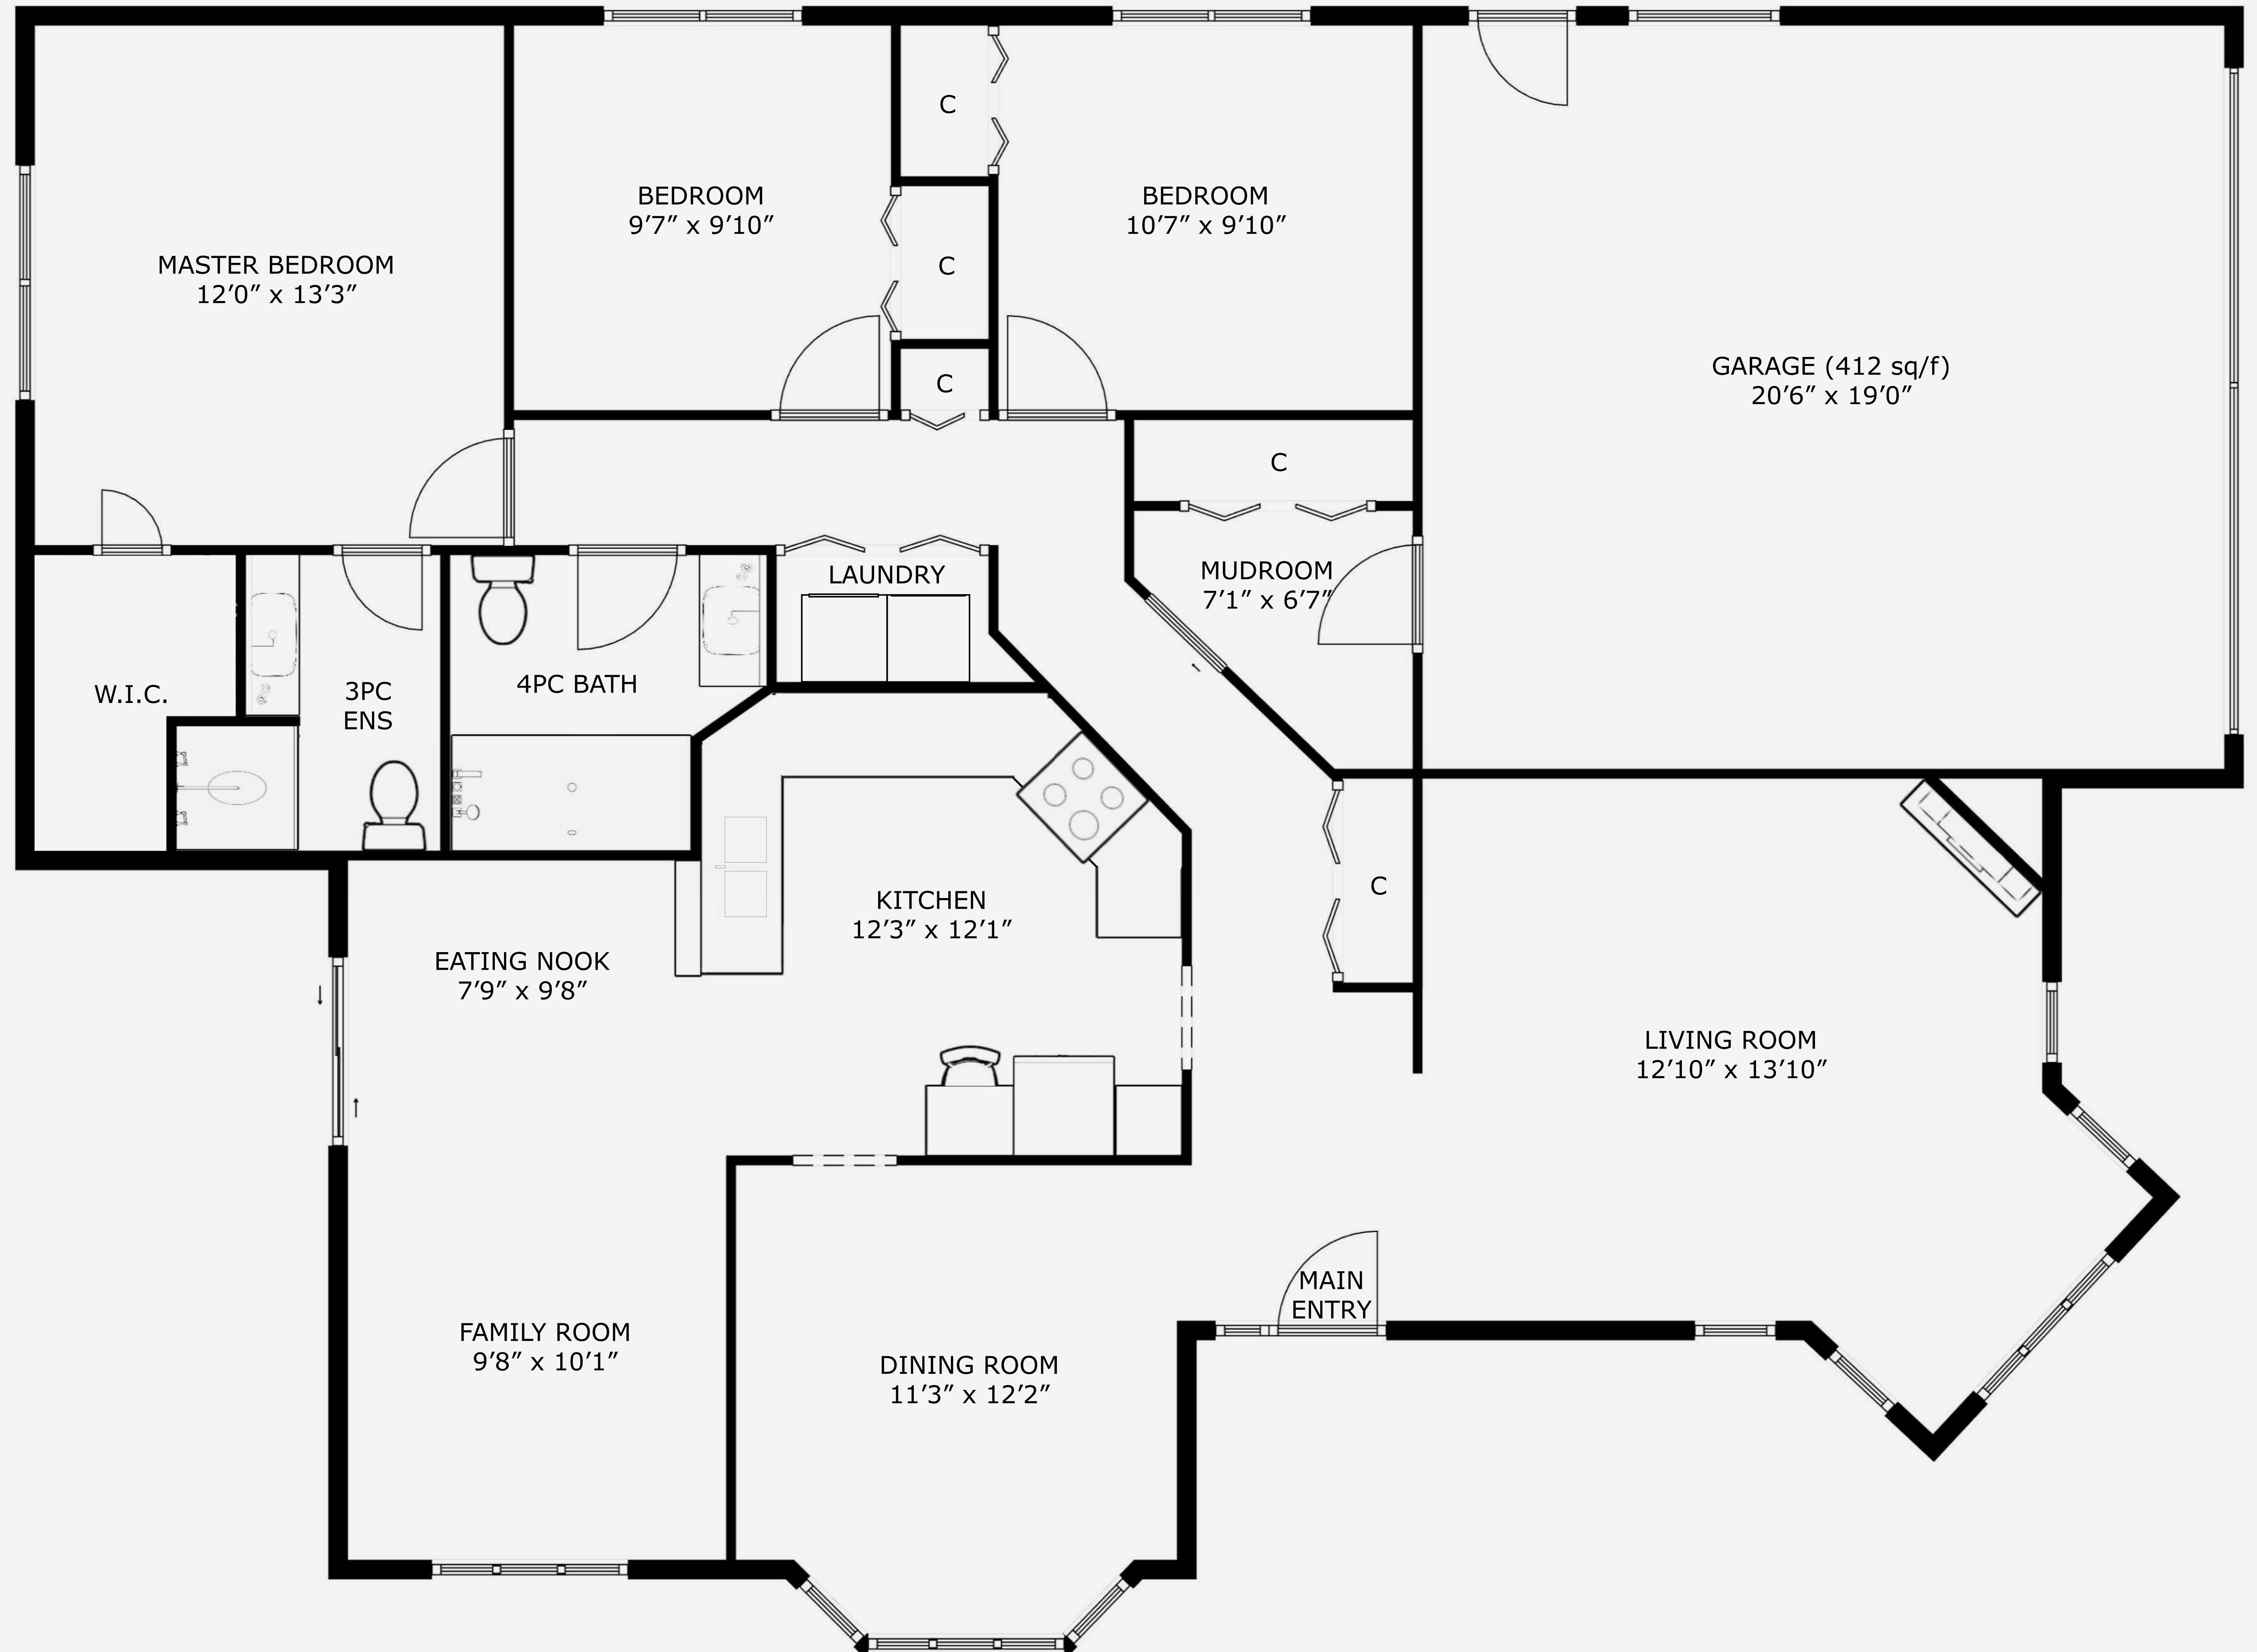 MASTER BEDROOM
12’0” x 13’3”
BEDROOM
9’7” x 9’10”
C
C
C
BEDROOM
10’7” x 9’10”
GARAGE (412 sq/f)
20’6” x 19’0”
C
MUDROOM
7’1” x 6’7”
LAUNDRY
W.I.C.
3PC
ENS
4PC BATH
KITCHEN
12’3” x 12’1”
C
EATING NOOK
7’9” x 9’8”
LIVING ROOM
12’10” x 13’10”
MAIN
ENTRY
FAMILY ROOM
9’8” x 10’1”
DINING ROOM
11’3” x 12’2”